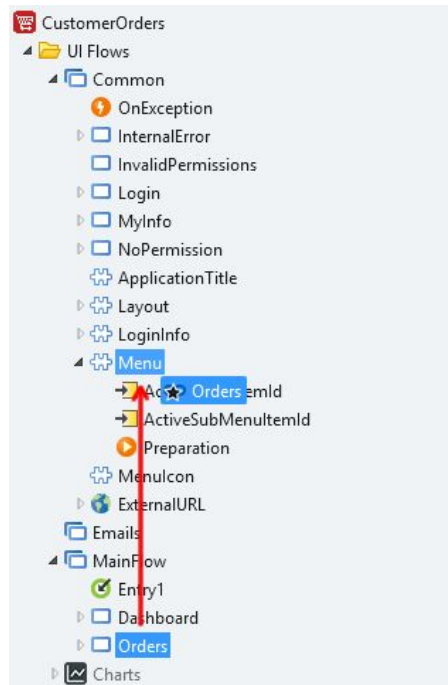 CustomerOrders
UI Flows
Common
OnException
InternalError
InvalidPermissions
Login
MyInfo
NoPermission
ApplicationTitle
Layout
LoginInfo
Menu
Orders
ActiveSubMenuItemId
Preparation
MenuIcon
ExternalURL
Emails
MainFlow
Entry1
Dashboard
Orders
Charts